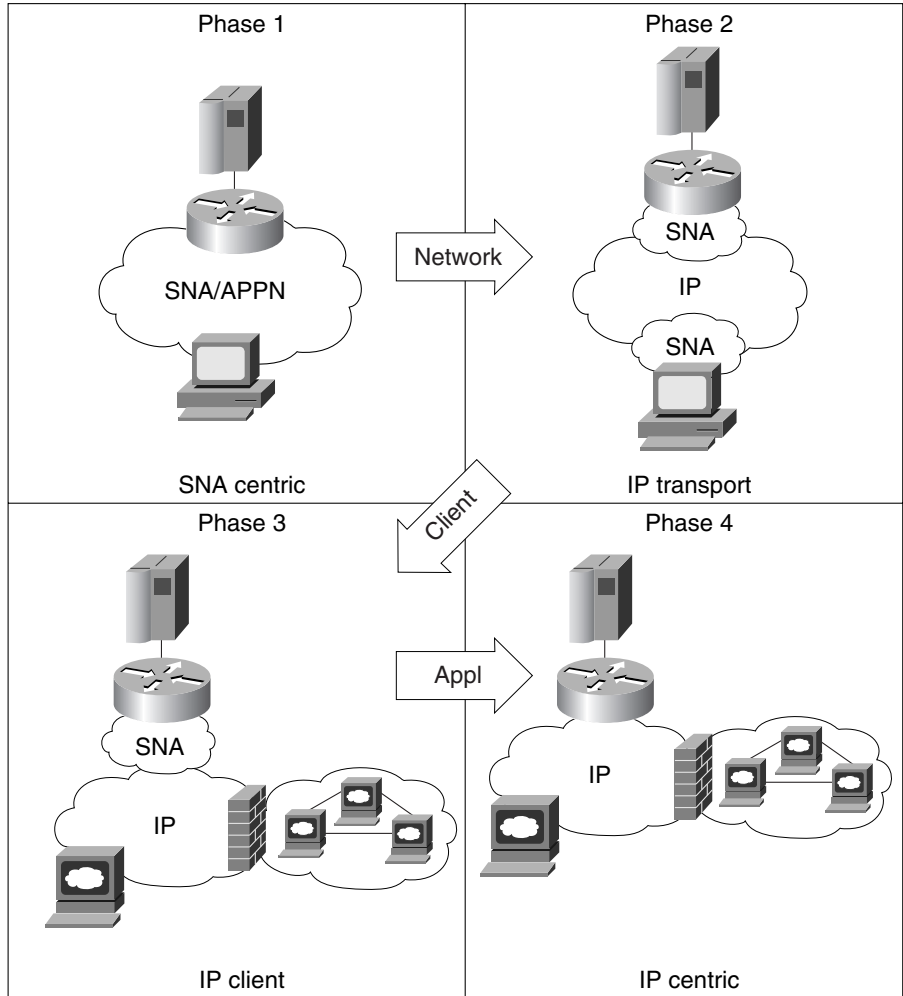 Phase 1
SNA/APPN
SNA centric
Network
Phase 2
SNA
IP
SNA
IP transport
Client
Phase 3
SNA
IP
IP client
Appl
Phase 4
IP
IP centric